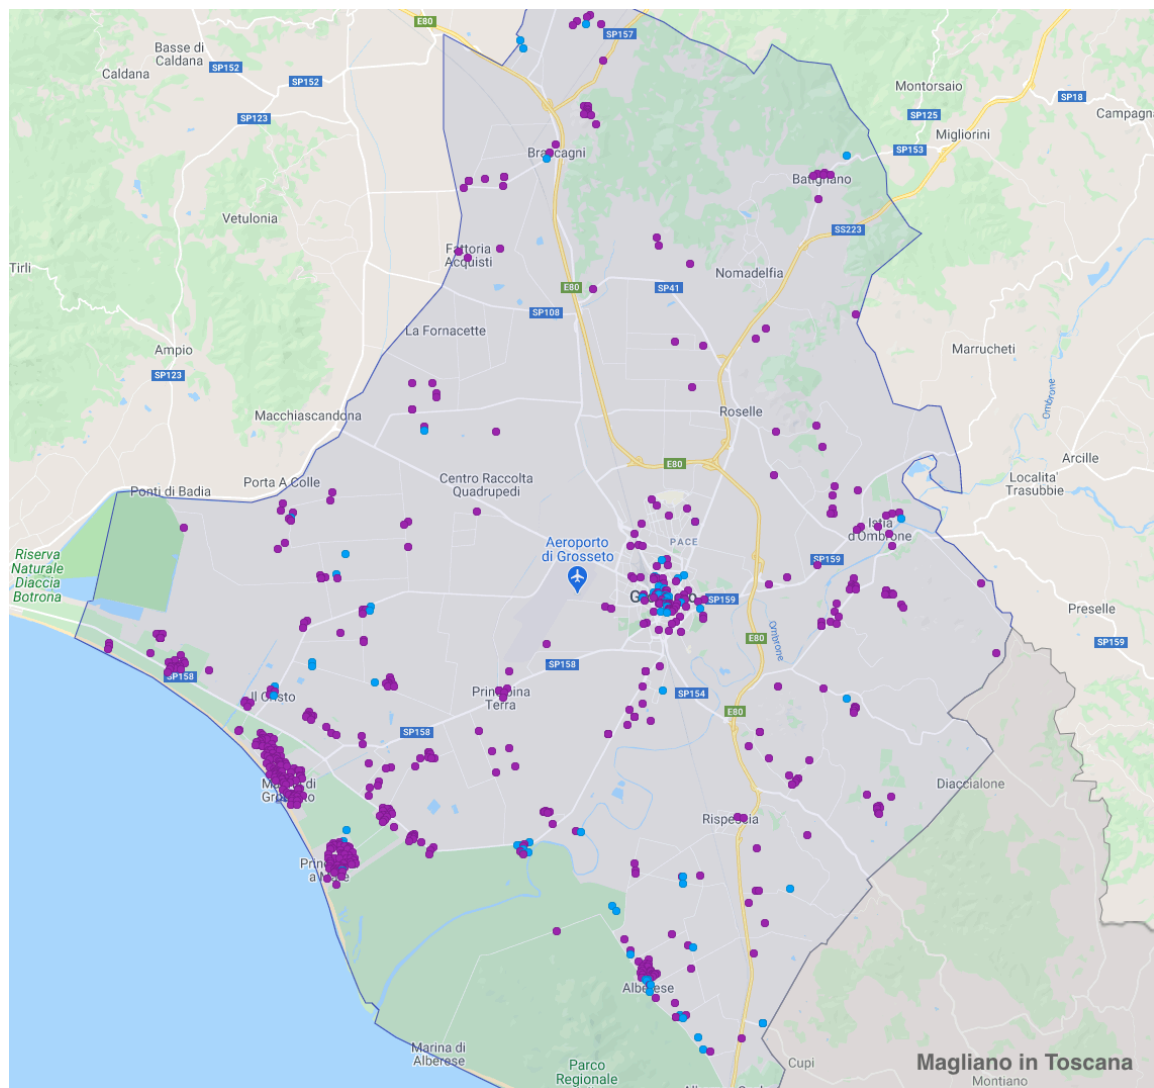 E80
SP157
Basse di
Caldana
Caldana
SP152
SP152
Montorsaio
SP18
SP125
Campagna
SP123
Migliorini
SP153
Braccagni
Batignano
Vetulonia
SS223
Fattoria
Acquisti
Tirli
Nomadelfia
E80
SP41
SP108
La Fornacette
Ampio
Marrucheti
SP123
Ombrone
Macchiascandona
Roselle
Arcille
E80
Centro Raccolta
Quadrupedi
Porta A Colle
Ponti di Badia
Localita'
Trasubbie
Istia
d'Ombrone
Riserva
Naturale
Diaccia
Botrona
Aeroporto
di Grosseto
PACE
SP159
SP159
Preselle
SP159
Ombrone
E80
SP158
SP158
Il Cristo
Principina
Terra
SP154
E80
SP158
Diaccialone
Rispescia
Alberese
Marina di
Alberese
Parco
Regionale
Cupi
Magliano in Toscana
Montiano